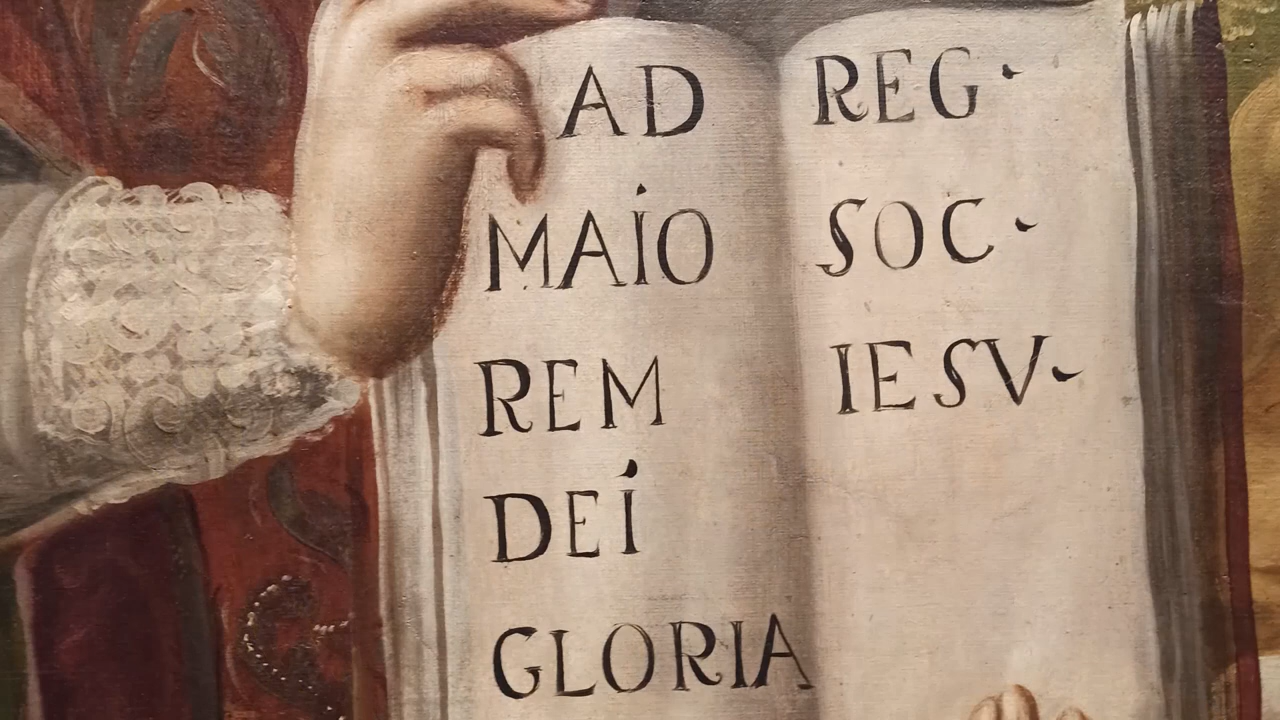 AD
MAIO
REM
DEI
GLORIA
REG·
SOC·
IESV·